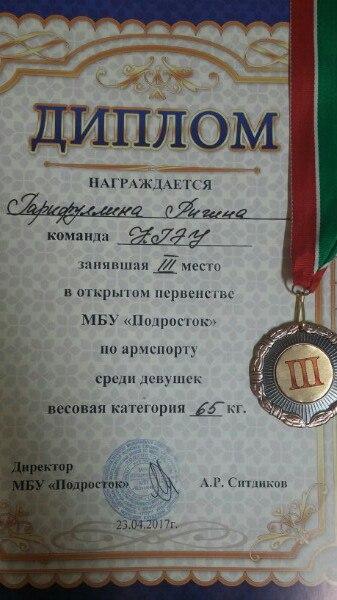 ДИПЛОМ
НАГРАЖДАЕТСЯ
Гарифуллина Ригина
команда КГЭУ
занявшая III место
в открытом первенстве
МБУ «Подросток»
по армспорту
среди девушек
весовая категория 65 кг.
Директор
МБУ «Подросток» А.Р. Ситдиков
23.04.2017г.
III